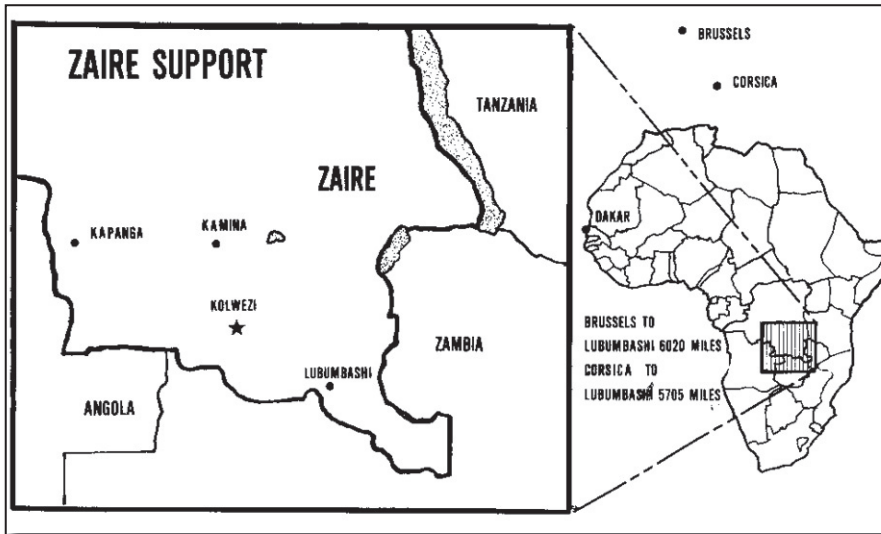 ZAIRE SUPPORT
TANZANIA
ZAIRE
KAPANGA
KAMINA
KOLWEZI
LUBUMBASHI
ZAMBIA
ANGOLA
BRUSSELS
CORSICA
DAKAR
BRUSSELS TO
LUBUMBASHI 6020 MILES
CORSICA TO
LUBUMBASHI 5705 MILES